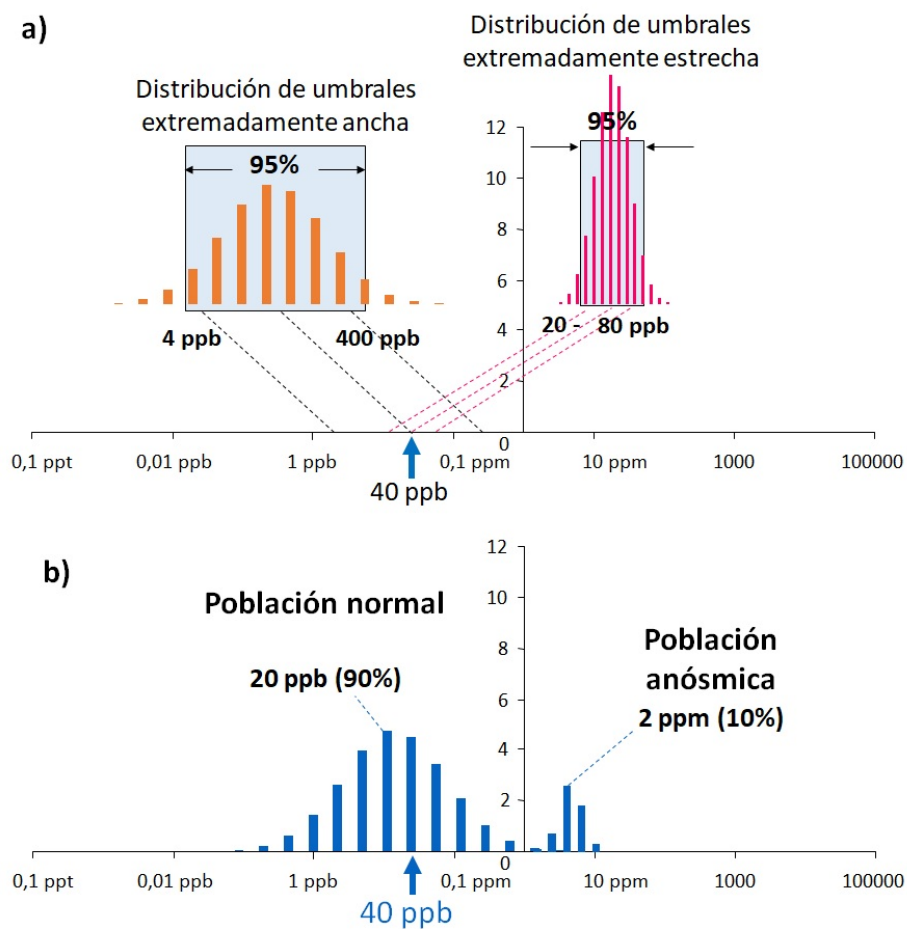 a)
Distribución de umbrales
extremadamente estrecha
Distribución de umbrales
extremadamente ancha
95%
95%
12
10
8
6
4
2
0
4 ppb
400 ppb
20 - 80 ppb
0,1 ppt
0,01 ppb
1 ppb
0,1 ppm
10 ppm
1000
100000
40 ppb
b)
Población normal
20 ppb (90%)
Población
anósmica
2 ppm (10%)
12
10
8
6
4
2
0
0,1 ppt
0,01 ppb
1 ppb
0,1 ppm
10 ppm
1000
100000
40 ppb